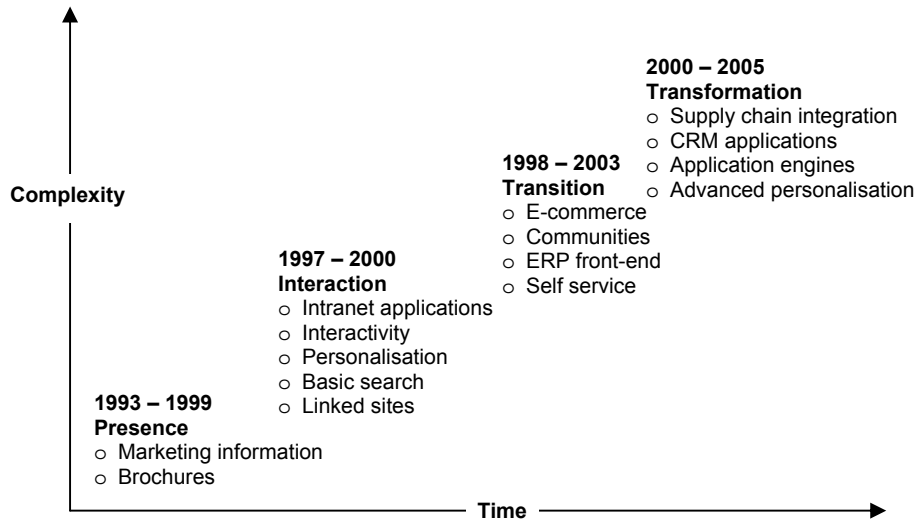 2000 – 2005
Transformation
o Supply chain integration
o CRM applications
o Application engines
o Advanced personalisation
1998 – 2003
Transition
o E-commerce
o Communities
o ERP front-end
o Self service
Complexity
1997 – 2000
Interaction
o Intranet applications
o Interactivity
o Personalisation
o Basic search
o Linked sites
1993 – 1999
Presence
o Marketing information
o Brochures
Time